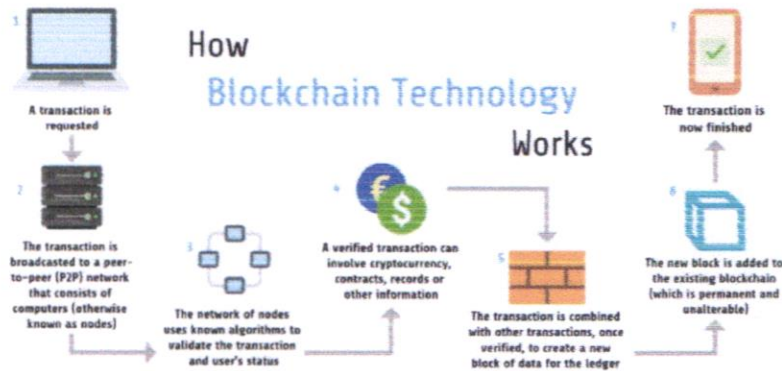 How
Blockchain Technology
Works
1
A transaction is
requested
2
The transaction is
broadcasted to a peer-
to-peer (P2P) network
that consists of
computers (otherwise
known as nodes)
3
The network of nodes
uses known algorithms to
validate the transaction
and user's status
4
€
$
A verified transaction can
involve cryptocurrency,
contracts, records or
other information
5
The transaction is combined
with other transactions, once
verified, to create a new
block of data for the ledger
6
The new block is added to
the existing blockchain
(which is permanent and
unalterable)
7
The transaction is
now finished